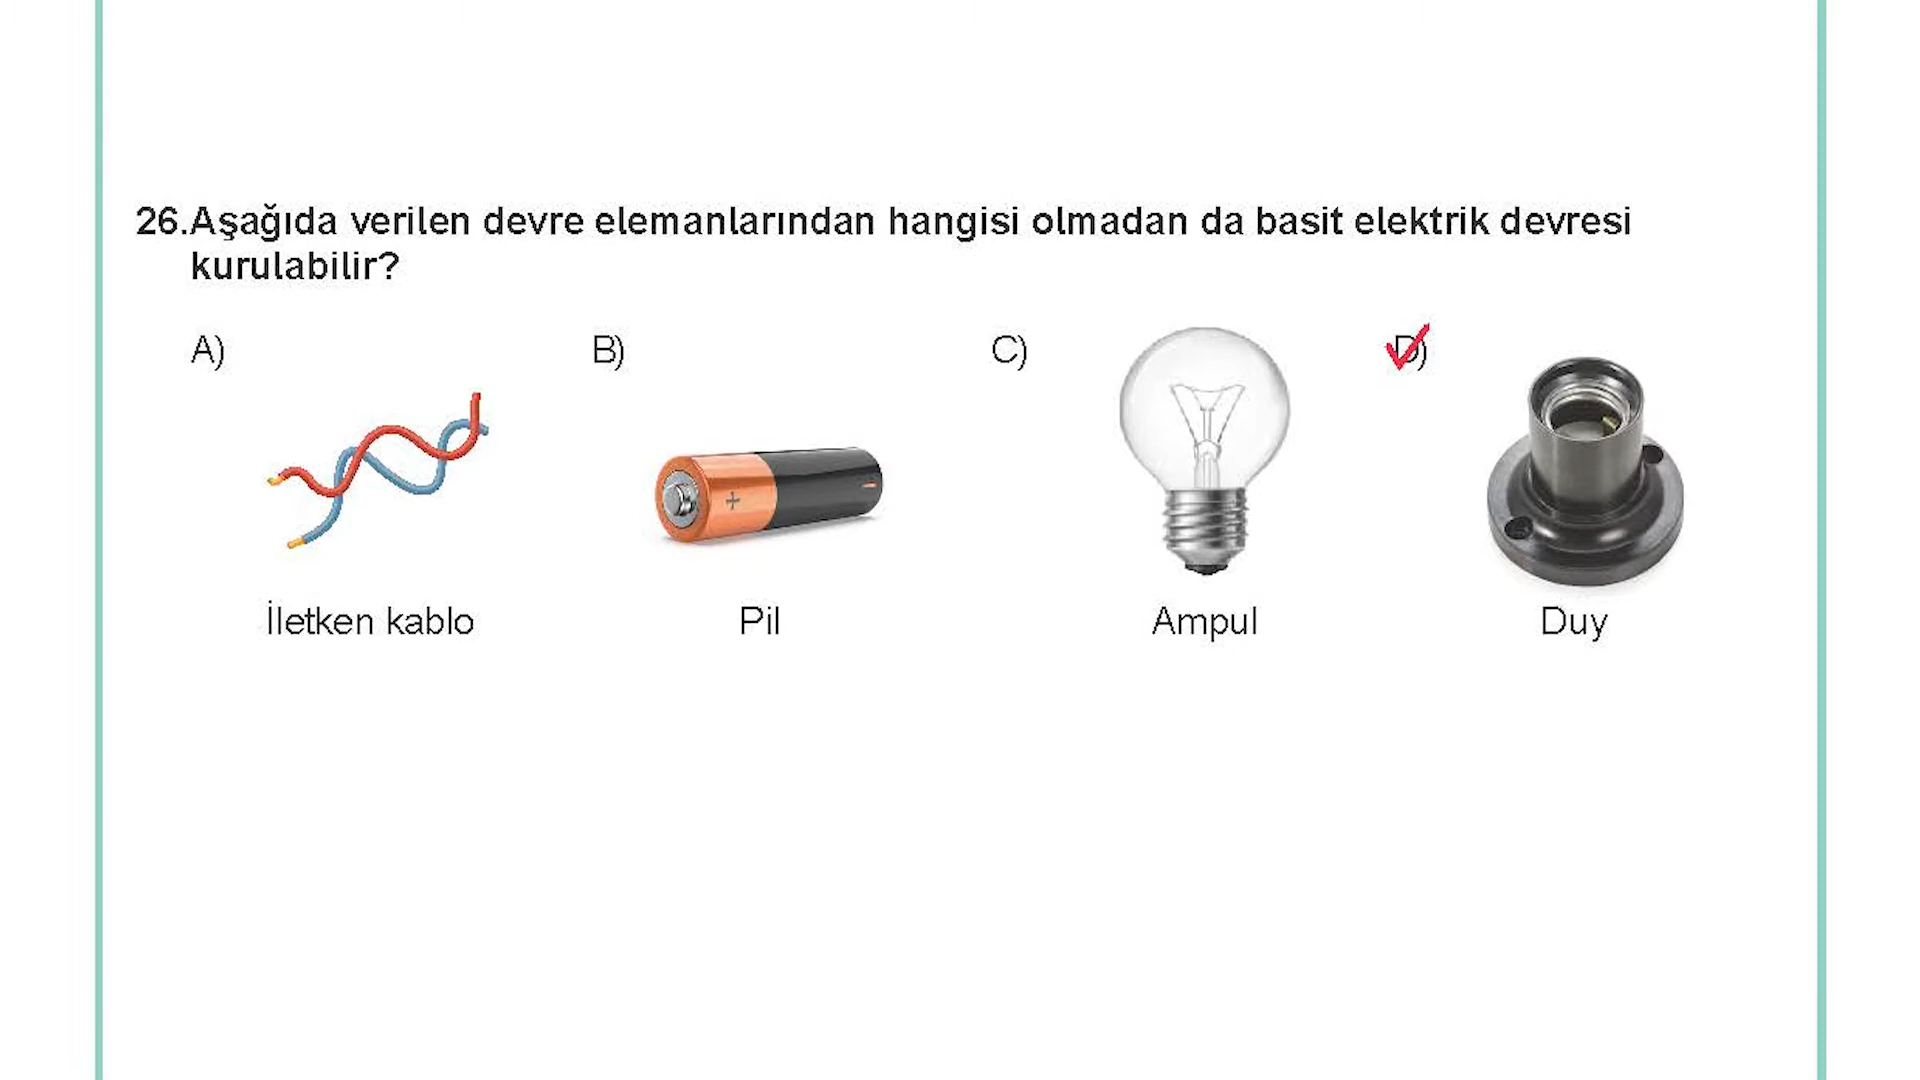 26.Aşağıda verilen devre elemanlarından hangisi olmadan da basit elektrik devresi
kurulabilir?
A)
B)
C)
D)
+
-
İletken kablo
Pil
Ampul
Duy